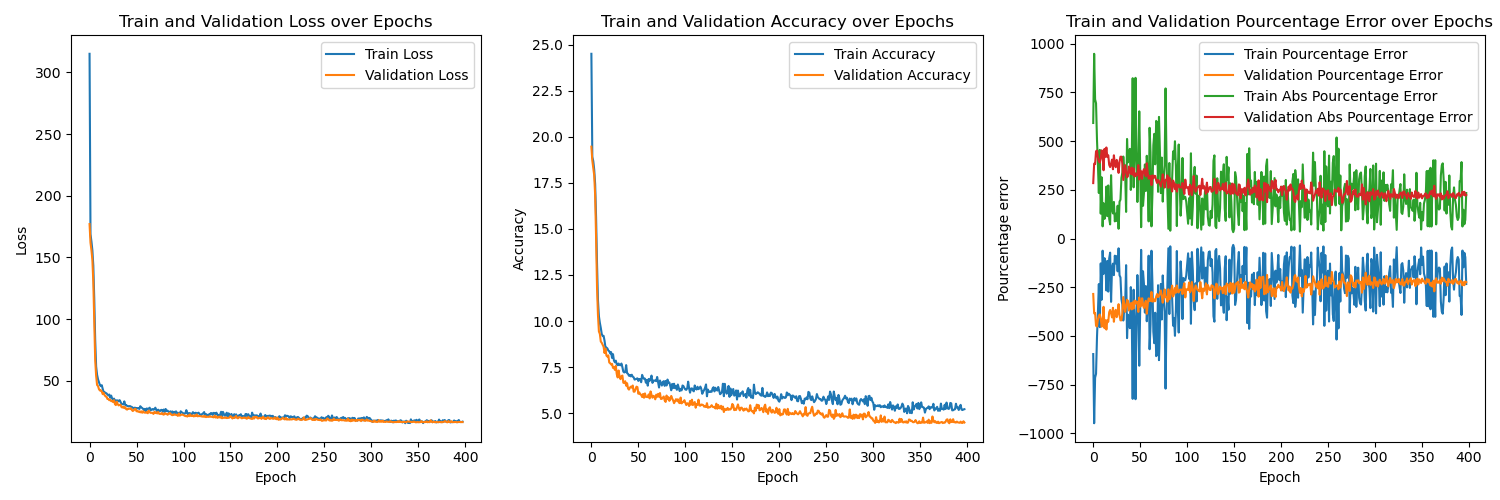 Train and Validation Loss over Epochs
Train Loss
Validation Loss
300
250
200
150
100
50
Loss
0 50 100 150 200 250 300 350 400
Epoch
Train and Validation Accuracy over Epochs
Train Accuracy
Validation Accuracy
25.0
22.5
20.0
17.5
15.0
12.5
10.0
7.5
5.0
Accuracy
0 50 100 150 200 250 300 350 400
Epoch
Train and Validation Pourcentage Error over Epochs
Train Pourcentage Error
Validation Pourcentage Error
Train Abs Pourcentage Error
Validation Abs Pourcentage Error
1000
750
500
250
0
−250
−500
−750
−1000
Pourcentage error
0 50 100 150 200 250 300 350 400
Epoch